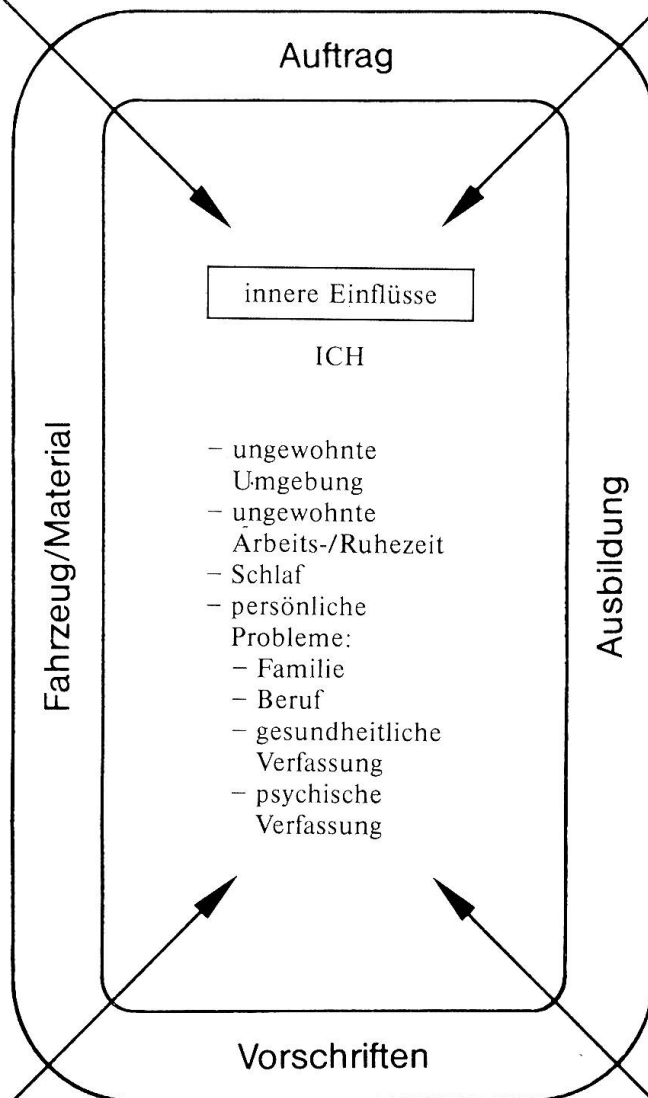 Auftrag
innere Einflüsse
ICH
Fahrzeug/Material
– ungewohnte
Umgebung
– ungewohnte
Arbeits-/Ruhezeit
– Schlaf
– persönliche
Probleme:
– Familie
– Beruf
– gesundheitliche
Verfassung
– psychische
Verfassung
Ausbildung
Vorschriften